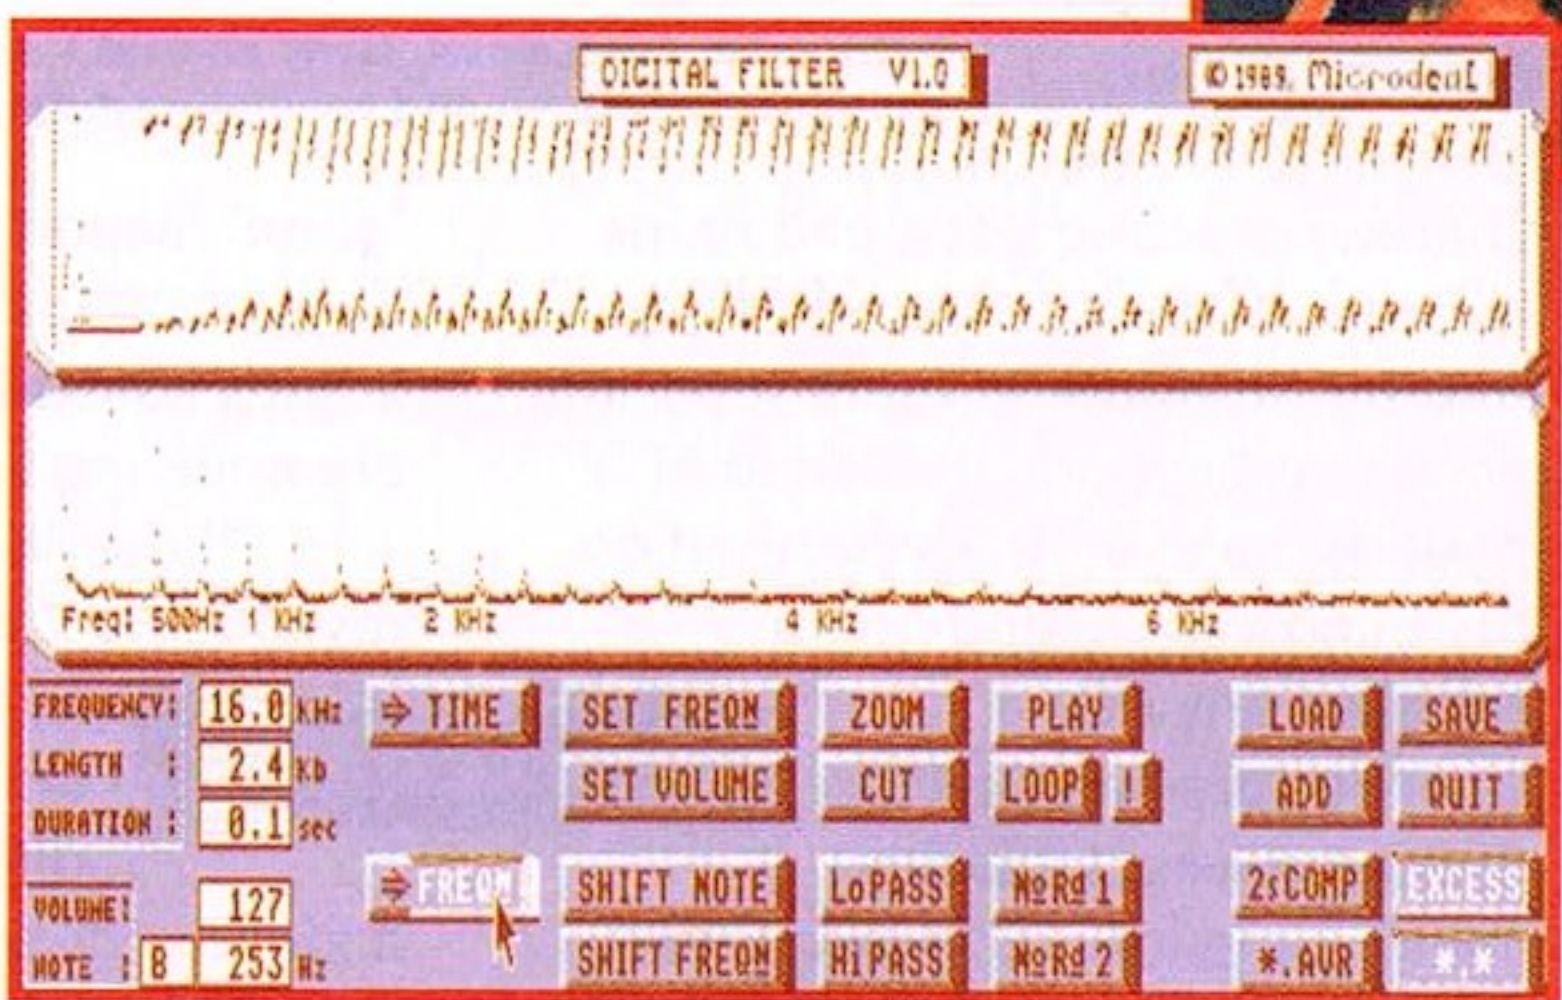 DIGITAL FILTER V1.0
© 1989, Microdeal
Freq: 500Hz 1 KHz 2 KHz 4 KHz 6 KHz
FREQUENCY: 16.0 kHz ⇒ TIME SET FREQN ZOOM PLAY LOAD SAVE
LENGTH : 2.4 kb SET VOLUME CUT LOOP ! ADD QUIT
DURATION : 0.1 sec
⇒ FREQN SHIFT NOTE LoPASS NoRd 1 2sCOMP EXCESS
VOLUME: 127
NOTE : B 253 Hz SHIFT FREQN HiPASS NoRd 2 *.AVR *.*